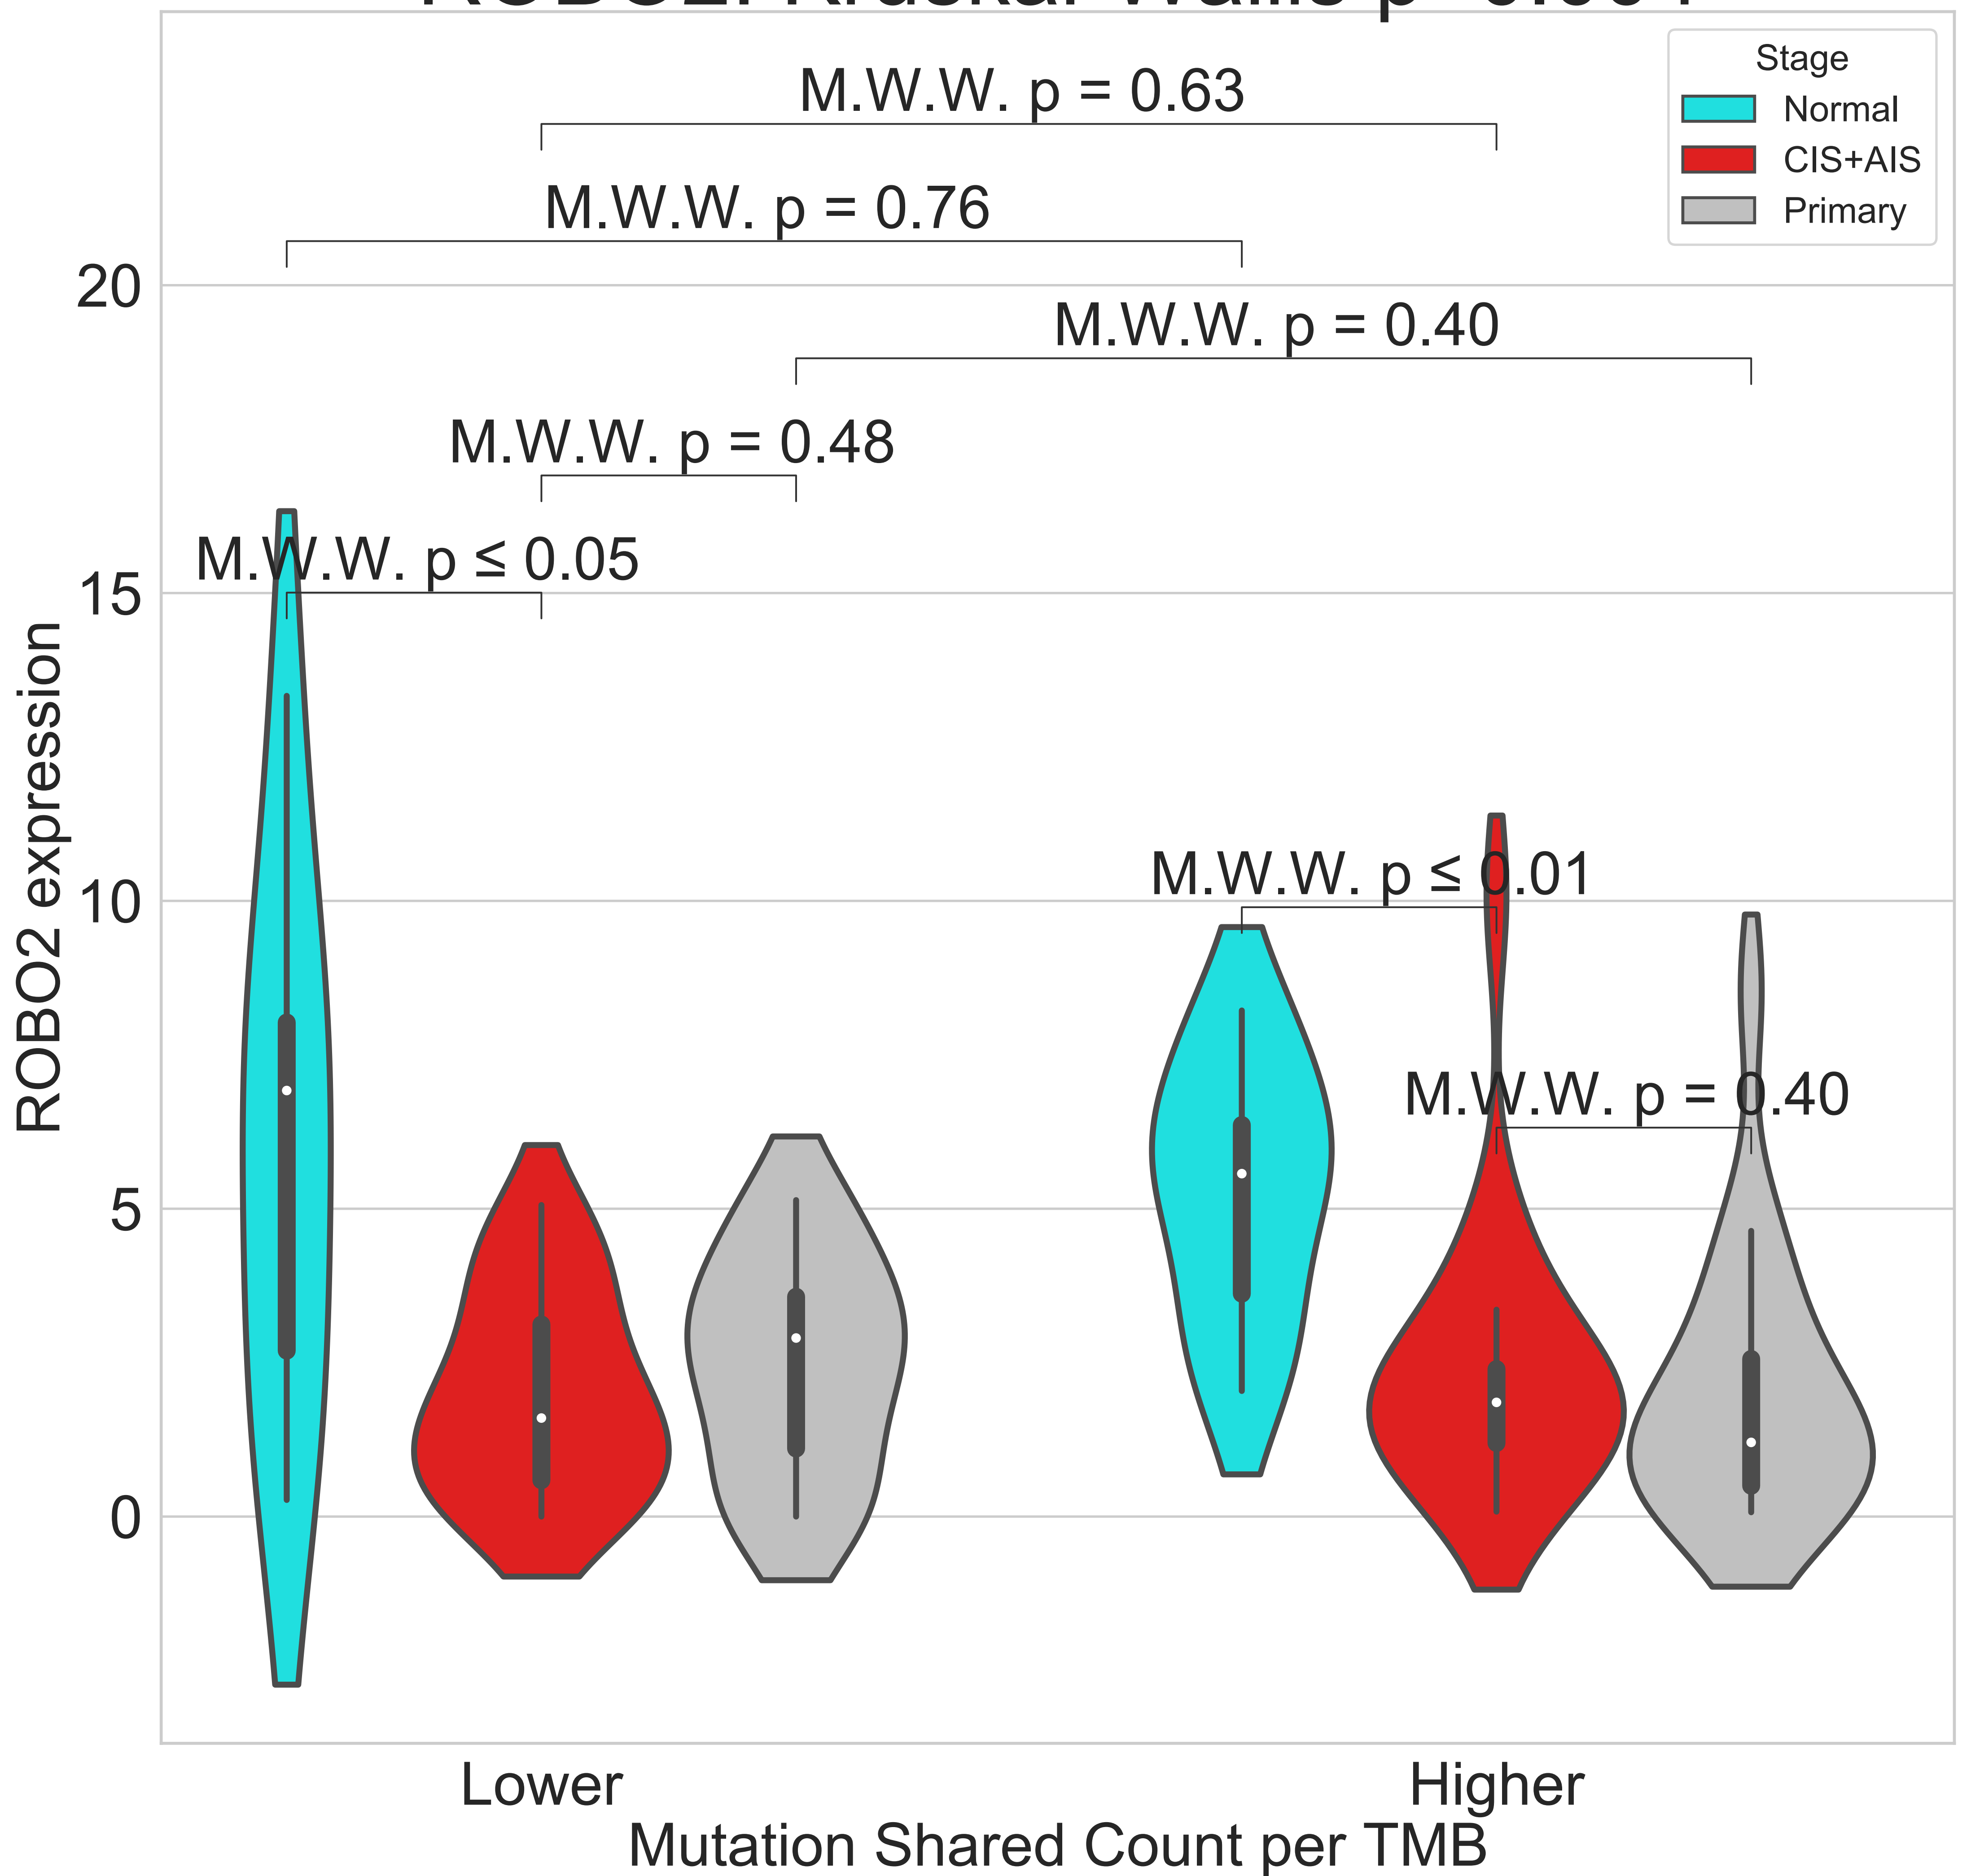 Stage
Normal
CIS+AIS
Primary
M.W.W. p = 0.63
M.W.W. p = 0.76
M.W.W. p = 0.40
M.W.W. p = 0.48
M.W.W. p ≤ 0.05
M.W.W. p ≤ 0.01
M.W.W. p = 0.40
20
15
10
5
0
ROBO2 expression
Lower
Higher
Mutation Shared Count per TMB